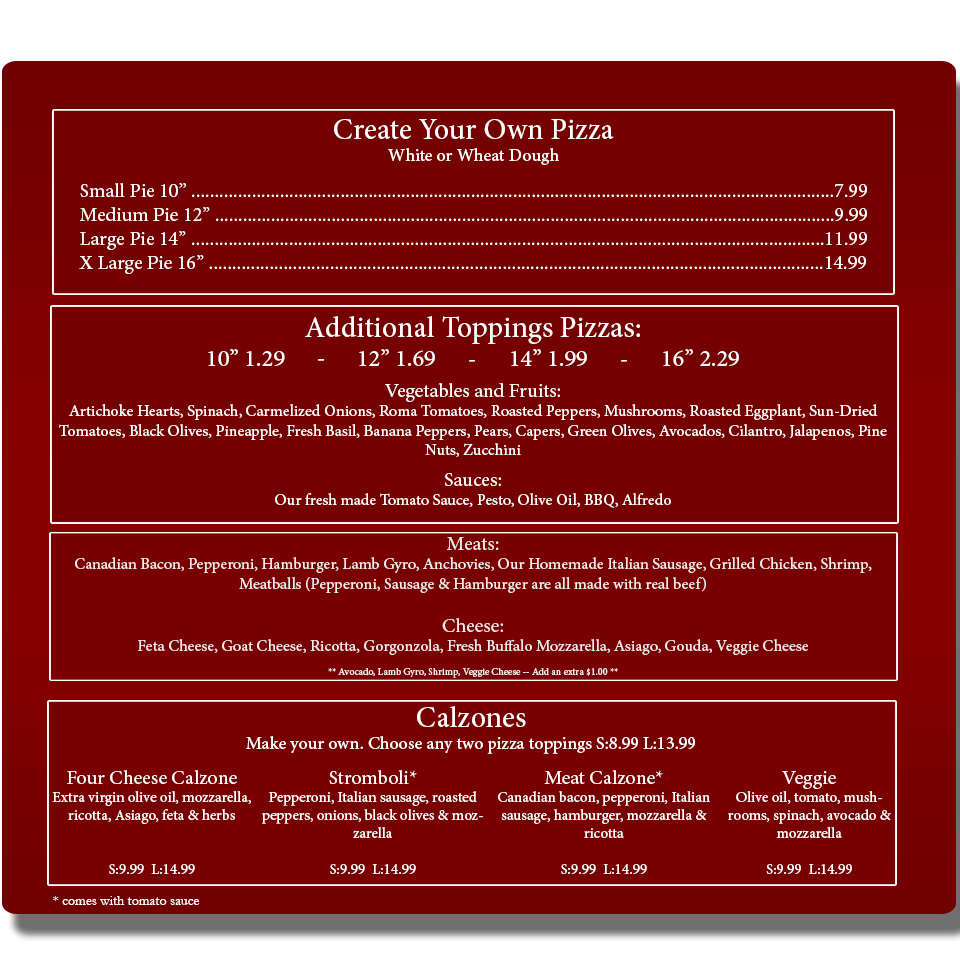 Create Your Own Pizza
White or Wheat Dough
Small Pie 10” ........................................................................................................................................7.99
Medium Pie 12” ...................................................................................................................................9.99
Large Pie 14” ......................................................................................................................................11.99
X Large Pie 16” ..................................................................................................................................14.99
Additional Toppings Pizzas:
10” 1.29 - 12” 1.69 - 14” 1.99 - 16” 2.29
Vegetables and Fruits:
Artichoke Hearts, Spinach, Carmelized Onions, Roma Tomatoes, Roasted Peppers, Mushrooms, Roasted Eggplant, Sun-Dried
Tomatoes, Black Olives, Pineapple, Fresh Basil, Banana Peppers, Pears, Capers, Green Olives, Avocados, Cilantro, Jalapenos, Pine
Nuts, Zucchini
Sauces:
Our fresh made Tomato Sauce, Pesto, Olive Oil, BBQ, Alfredo
Meats:
Canadian Bacon, Pepperoni, Hamburger, Lamb Gyro, Anchovies, Our Homemade Italian Sausage, Grilled Chicken, Shrimp,
Meatballs (Pepperoni, Sausage & Hamburger are all made with real beef)
Cheese:
Feta Cheese, Goat Cheese, Ricotta, Gorgonzola, Fresh Buffalo Mozzarella, Asiago, Gouda, Veggie Cheese
** Avocado, Lamb Gyro, Shrimp, Veggie Cheese -- Add an extra $1.00 **
Calzones
Make your own. Choose any two pizza toppings S:8.99 L:13.99
Four Cheese Calzone
Extra virgin olive oil, mozzarella,
ricotta, Asiago, feta & herbs
S:9.99 L:14.99
Stromboli*
Pepperoni, Italian sausage, roasted
peppers, onions, black olives & moz-
zarella
S:9.99 L:14.99
Meat Calzone*
Canadian bacon, pepperoni, Italian
sausage, hamburger, mozzarella &
ricotta
S:9.99 L:14.99
Veggie
Olive oil, tomato, mush-
rooms, spinach, avocado &
mozzarella
S:9.99 L:14.99
* comes with tomato sauce